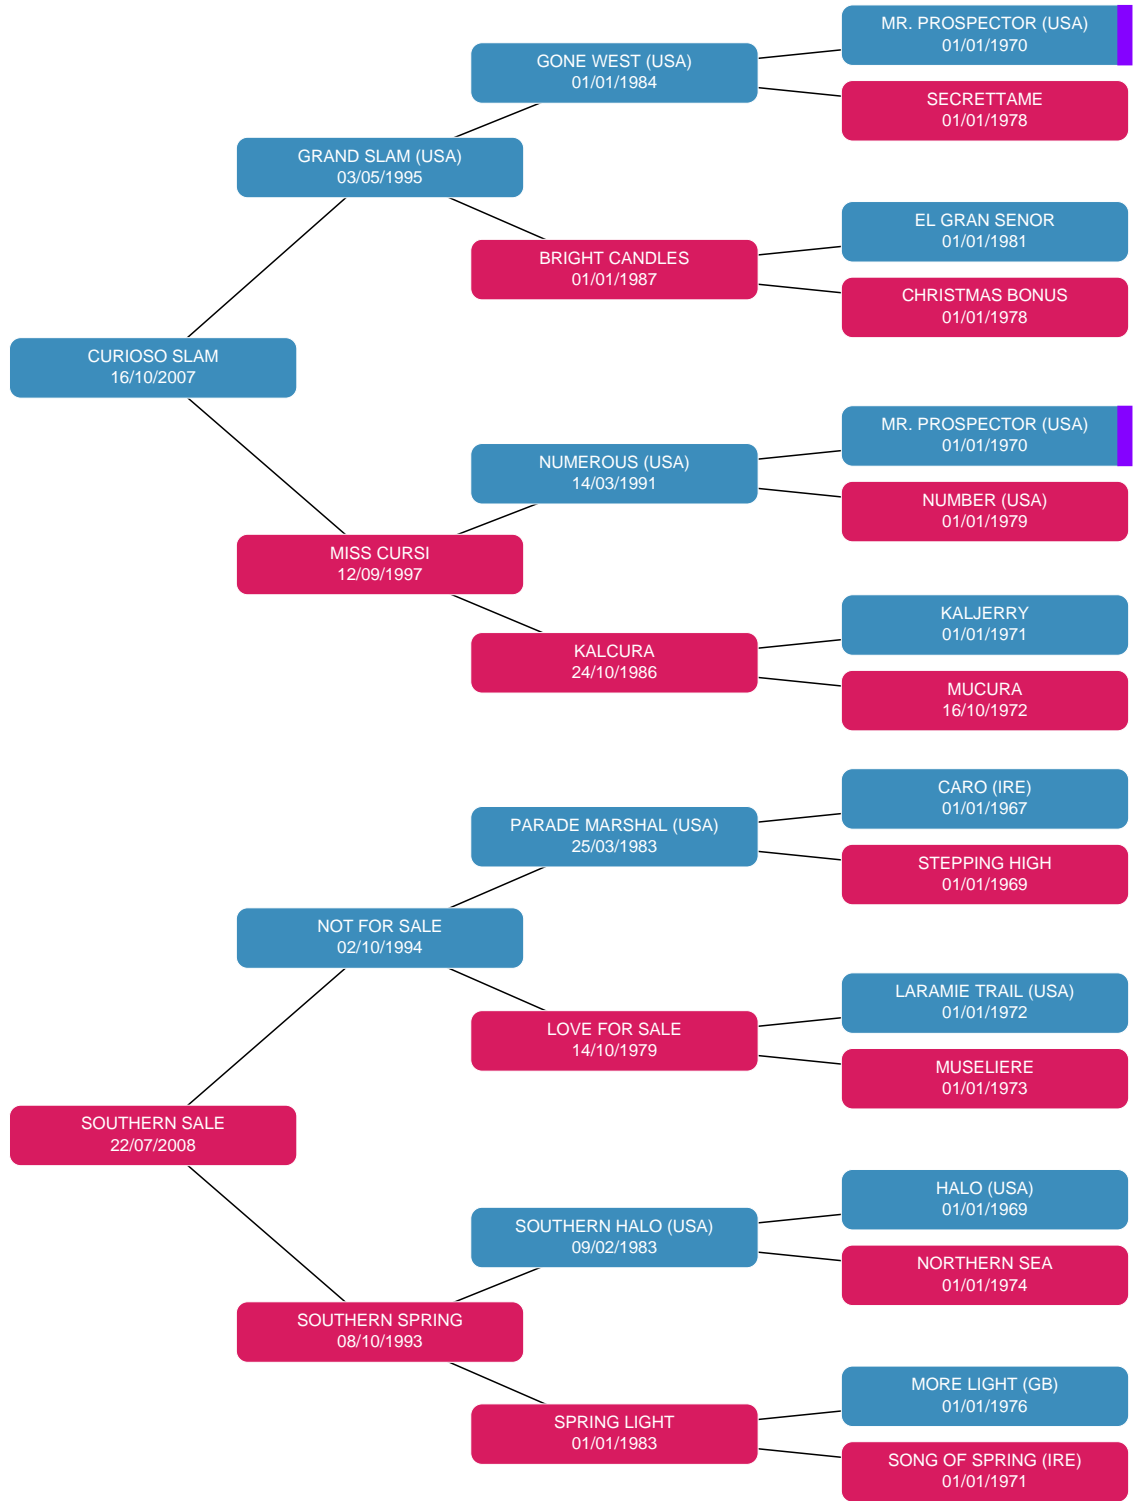 MR. PROSPECTOR (USA)
01/01/1970
GONE WEST (USA)
01/01/1984
SECRETTAME
01/01/1978
GRAND SLAM (USA)
03/05/1995
EL GRAN SENOR
01/01/1981
BRIGHT CANDLES
01/01/1987
CHRISTMAS BONUS
01/01/1978
CURIOSO SLAM
16/10/2007
MR. PROSPECTOR (USA)
01/01/1970
NUMEROUS (USA)
14/03/1991
NUMBER (USA)
01/01/1979
MISS CURSI
12/09/1997
KALJERRY
01/01/1971
KALCURA
24/10/1986
MUCURA
16/10/1972
CARO (IRE)
01/01/1967
PARADE MARSHAL (USA)
25/03/1983
STEPPING HIGH
01/01/1969
NOT FOR SALE
02/10/1994
LARAMIE TRAIL (USA)
01/01/1972
LOVE FOR SALE
14/10/1979
MUSELIERE
01/01/1973
SOUTHERN SALE
22/07/2008
HALO (USA)
01/01/1969
SOUTHERN HALO (USA)
09/02/1983
NORTHERN SEA
01/01/1974
SOUTHERN SPRING
08/10/1993
MORE LIGHT (GB)
01/01/1976
SPRING LIGHT
01/01/1983
SONG OF SPRING (IRE)
01/01/1971